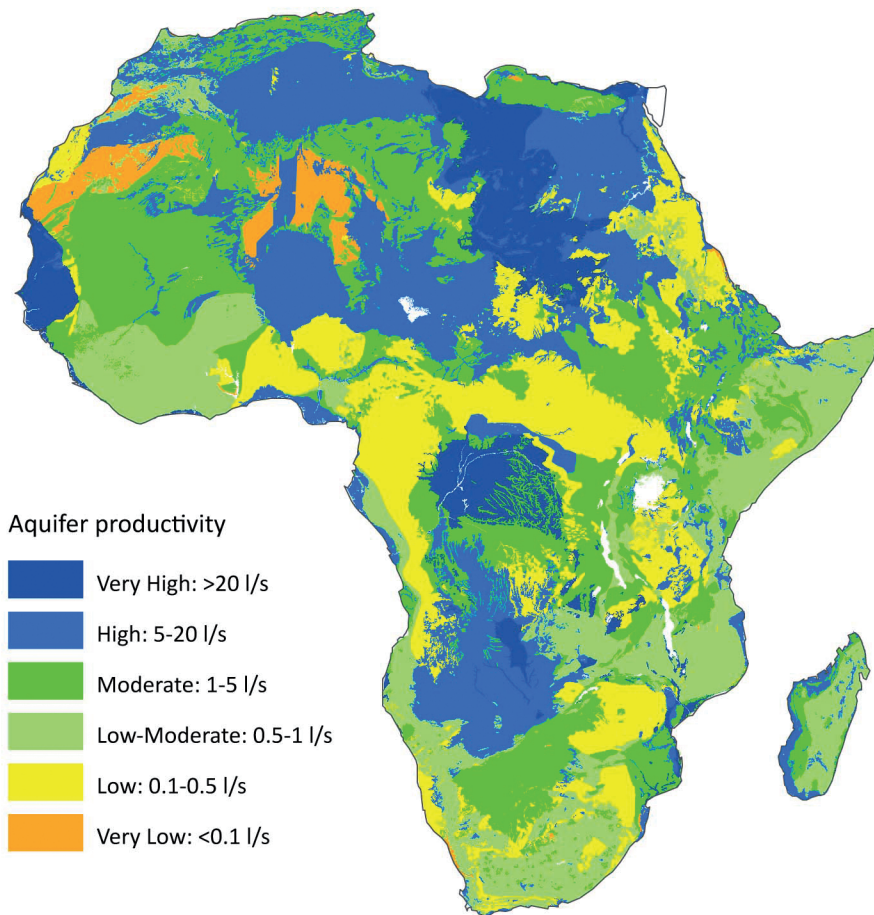 Aquifer productivity
Very High: >20 l/s
High: 5-20 l/s
Moderate: 1-5 l/s
Low-Moderate: 0.5-1 l/s
Low: 0.1-0.5 l/s
Very Low: <0.1 l/s